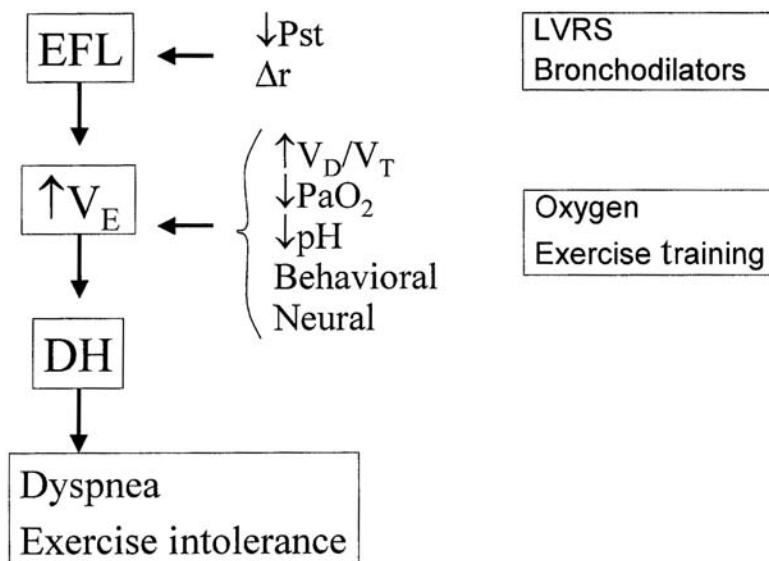 EFL
↓Pst
Δr
LVRS
Bronchodilators
↑V_E
↑V_D/V_T
↓PaO₂
↓pH
Behavioral
Neural
Oxygen
Exercise training
DH
Dyspnea
Exercise intolerance